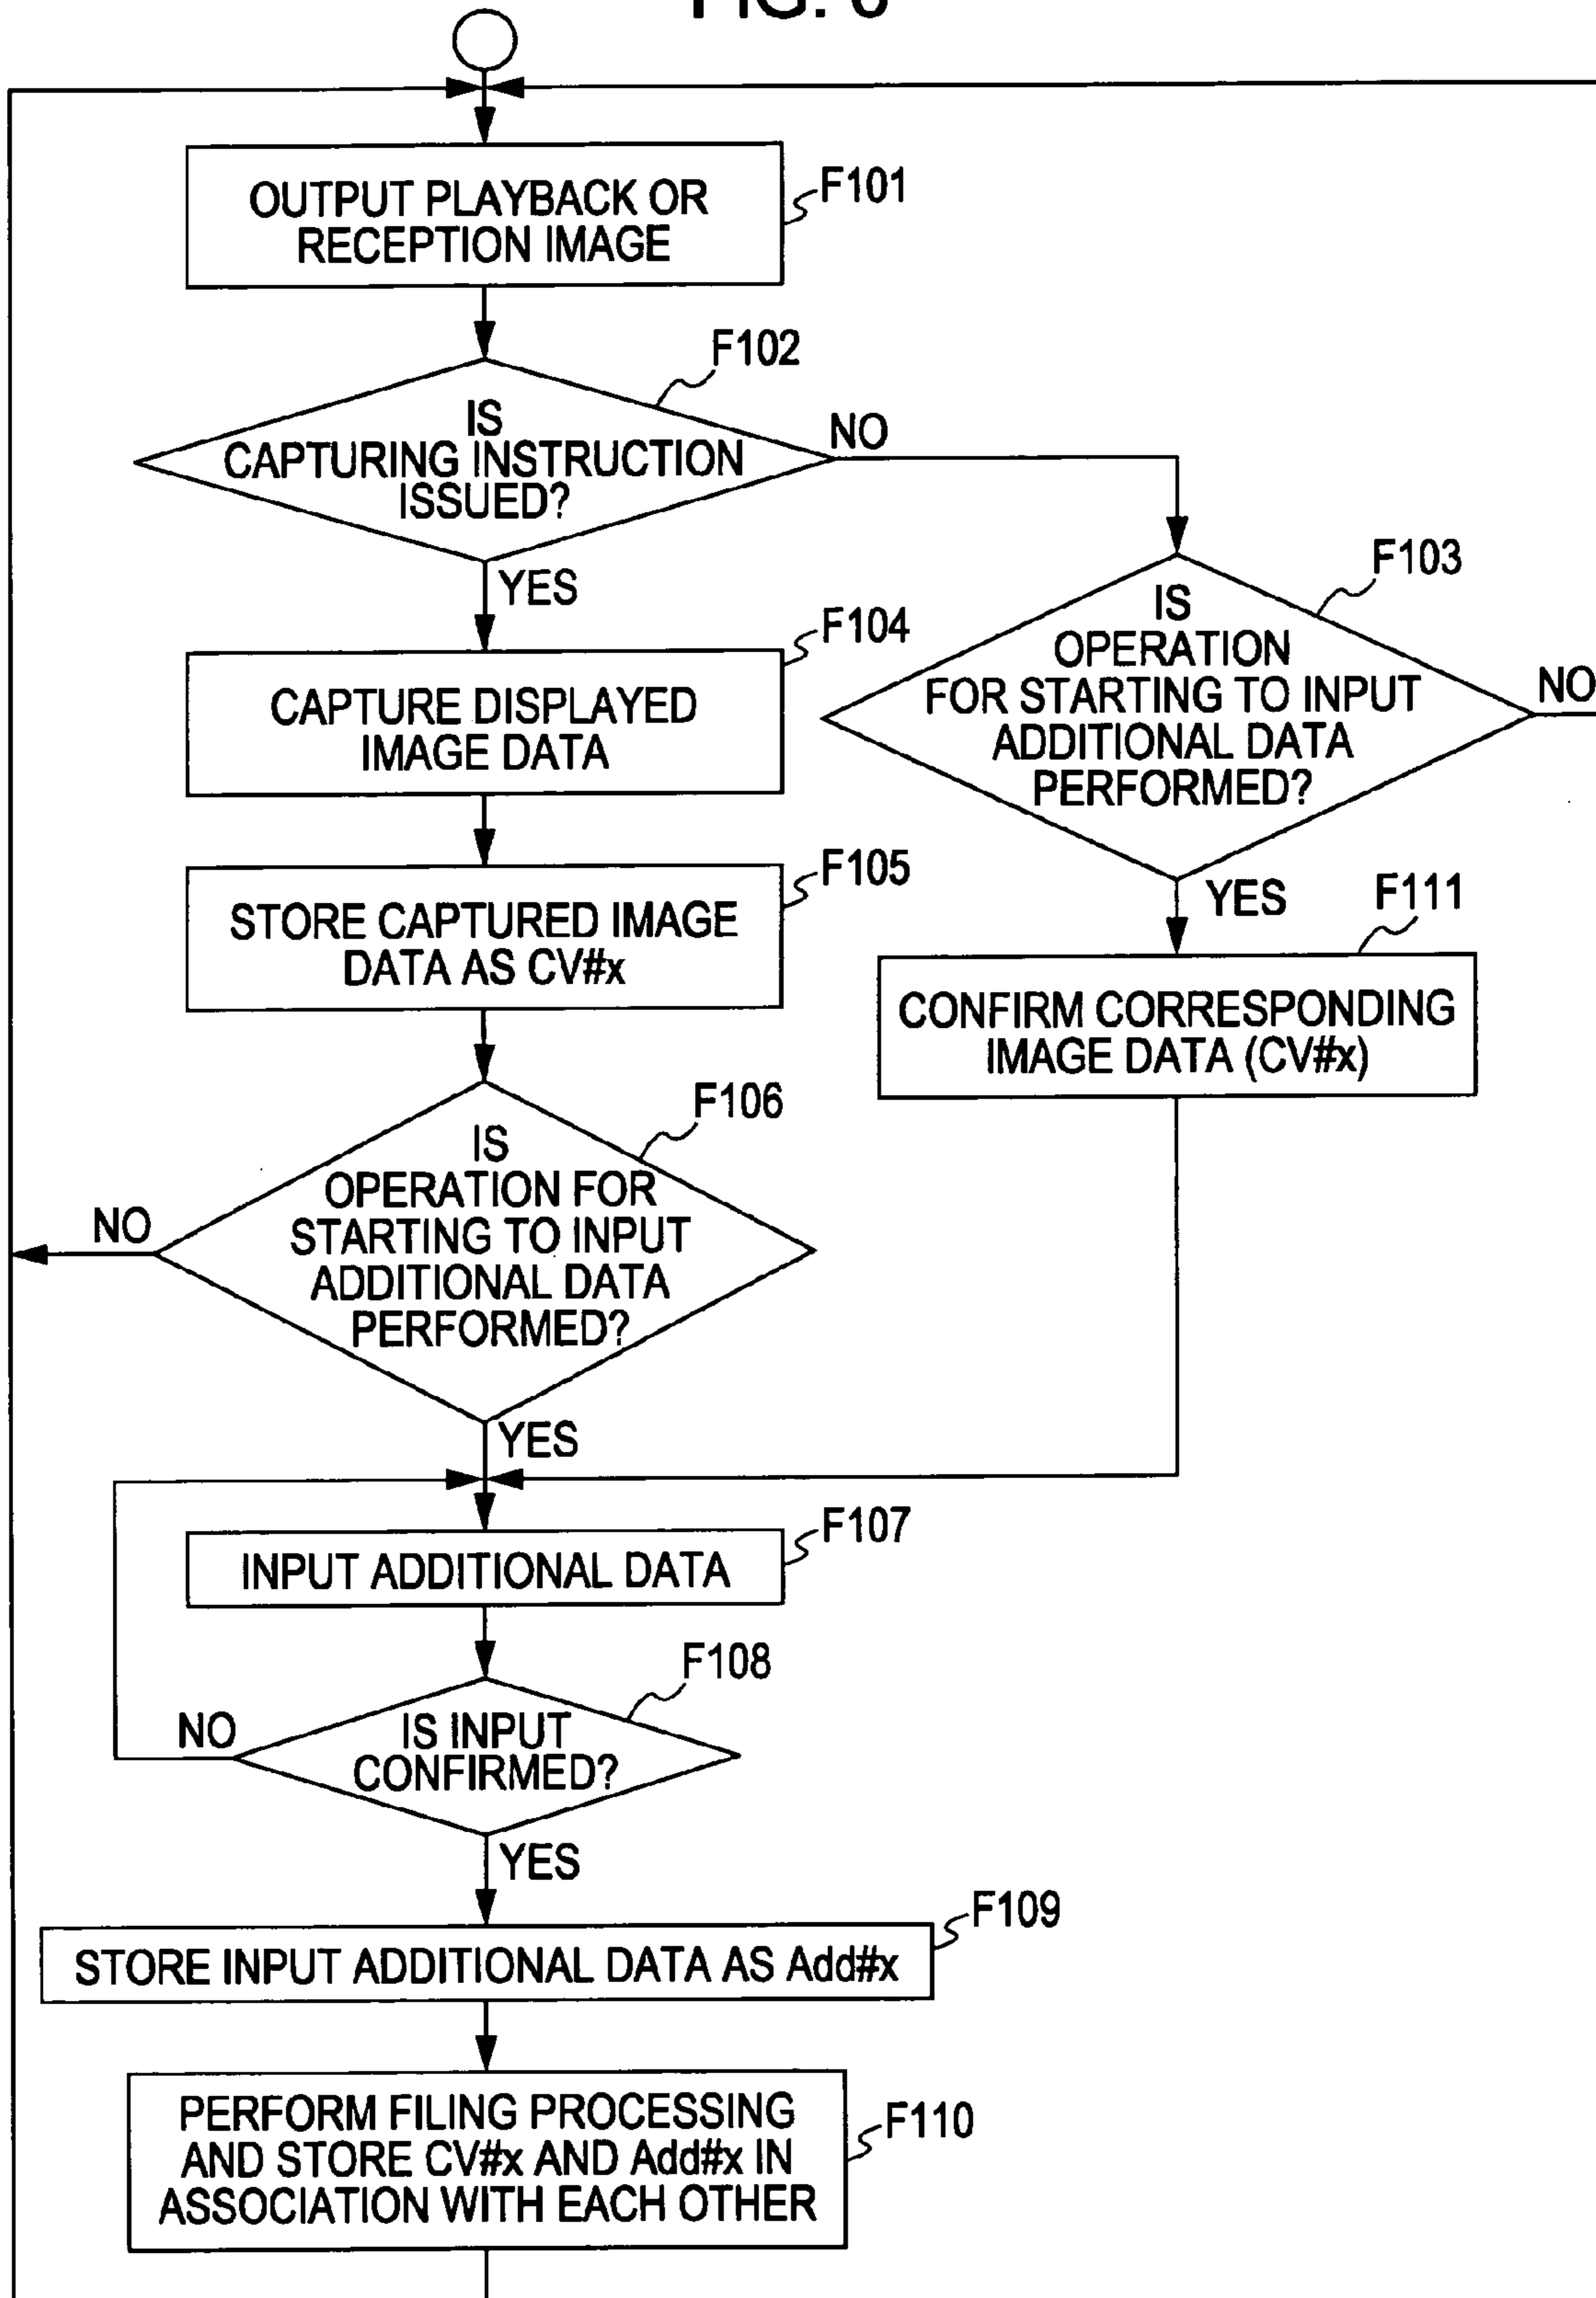 OUTPUT PLAYBACK OR
RECEPTION IMAGE
F101
F102
IS
CAPTURING INSTRUCTION
ISSUED?
NO
YES
F103
IS
OPERATION
FOR STARTING TO INPUT
ADDITIONAL DATA
PERFORMED?
NO
YES
F104
CAPTURE DISPLAYED
IMAGE DATA
F105
STORE CAPTURED IMAGE
DATA AS CV#x
F111
CONFIRM CORRESPONDING
IMAGE DATA (CV#x)
F106
IS
OPERATION FOR
STARTING TO INPUT
ADDITIONAL DATA
PERFORMED?
NO
YES
F107
INPUT ADDITIONAL DATA
F108
IS INPUT
CONFIRMED?
NO
YES
F109
STORE INPUT ADDITIONAL DATA AS Add#x
F110
PERFORM FILING PROCESSING
AND STORE CV#x AND Add#x IN
ASSOCIATION WITH EACH OTHER